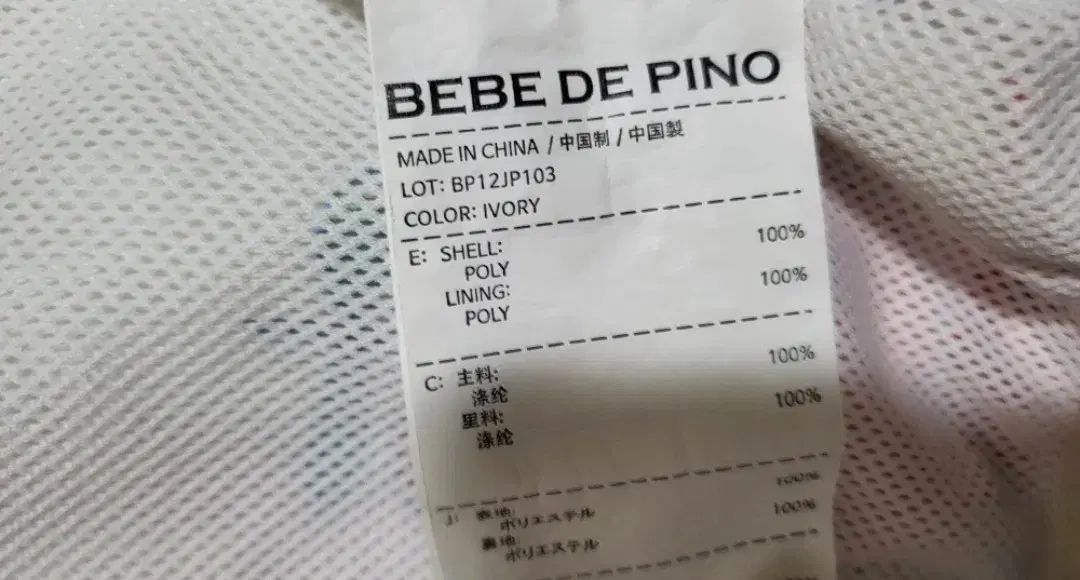 BEBE DE PINO
MADE IN CHINA / 中国制 / 中国製
LOT: BP12JP103
COLOR: IVORY
E: SHELL:
POLY 100%
LINING:
POLY 100%
C: 主料:
涤纶 100%
里料:
涤纶 100%
J: 表地:
ポリエステル 100%
裏地:
ポリエステル 100%
100%